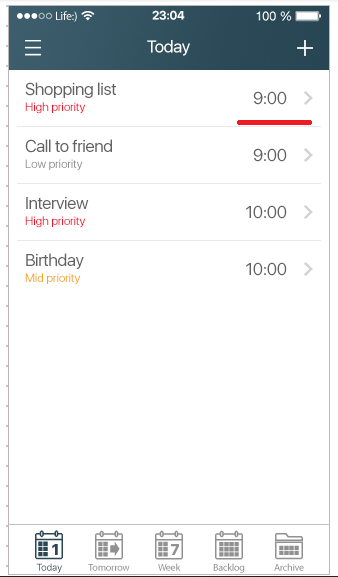 Life:) 23:04 100 %
Today
Shopping list 9:00
High priority
Call to friend 9:00
Low priority
Interview 10:00
High priority
Birthday 10:00
Mid priority
1 7
Today Tomorrow Week Backlog Archive